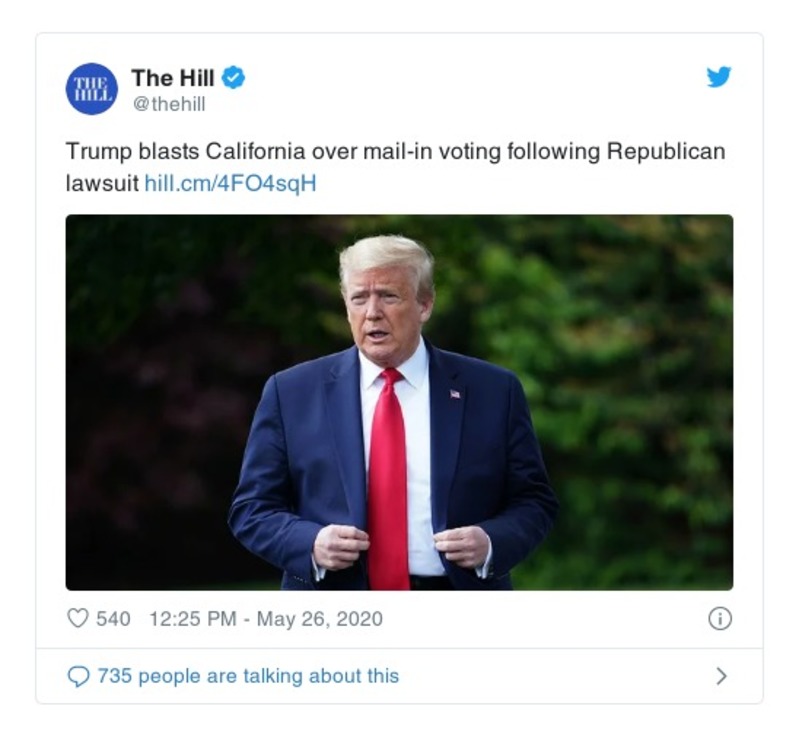 THE
HILL
The Hill
@thehill
Trump blasts California over mail-in voting following Republican
lawsuit hill.cm/4FO4sqH
540 12:25 PM - May 26, 2020
735 people are talking about this